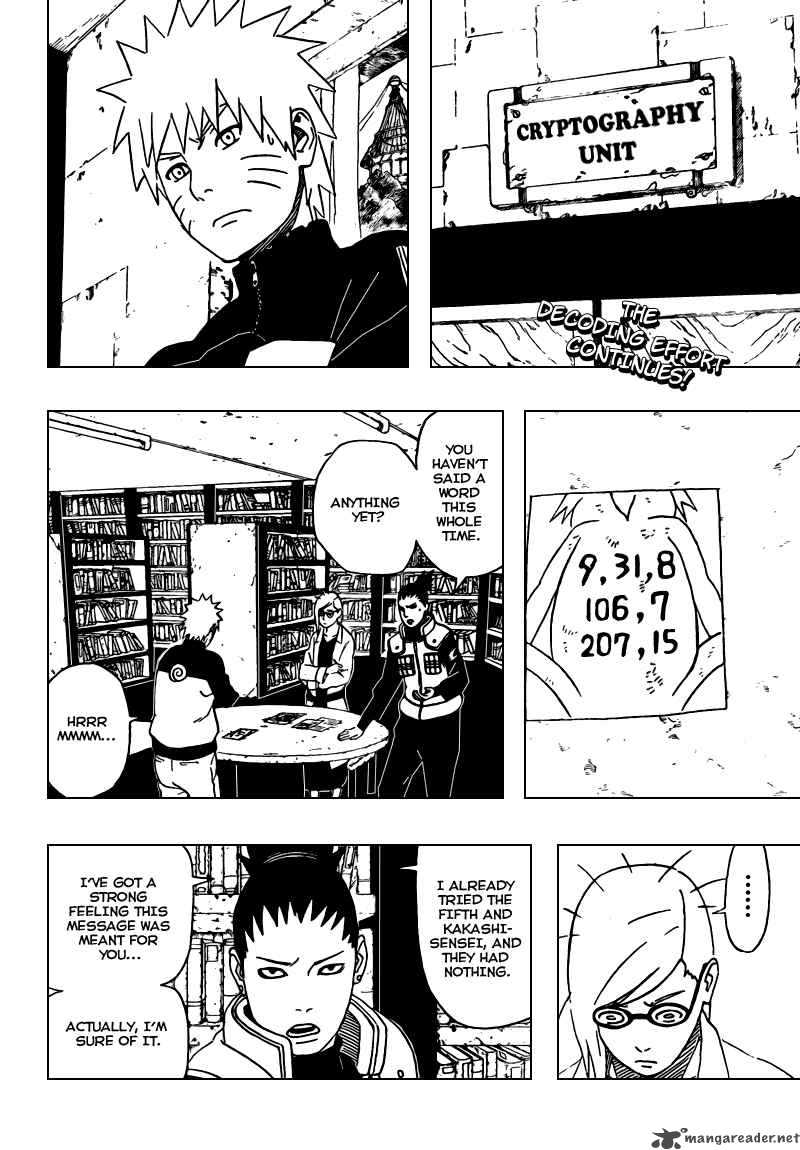 CRYPTOGRAPHY
UNIT
THE
DECODING EFFORT
CONTINUES!
9,31,8
106,7
207,15
YOU
HAVEN'T
SAID A
WORD
THIS
WHOLE
TIME.
ANYTHING
YET?
HRRR
MMMM...
......
I ALREADY
TRIED THE
FIFTH AND
KAKASHI-
SENSEI, AND
THEY HAD
NOTHING.
I'VE GOT A
STRONG
FEELING THIS
MESSAGE WAS
MEANT FOR
YOU...
ACTUALLY, I'M
SURE OF IT.
mangareader.net